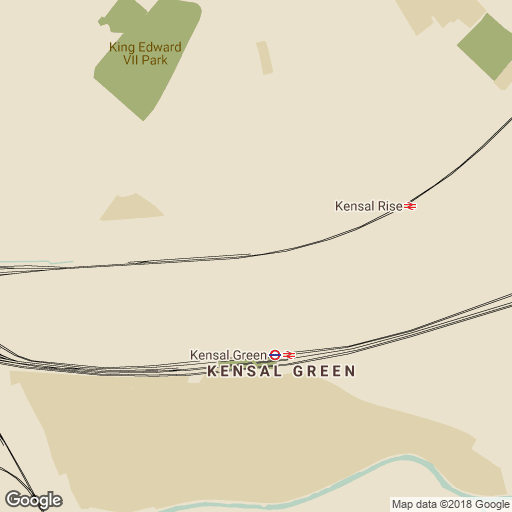 King Edward
VII Park
Kensal Rise
Kensal Green
KENSAL GREEN
Google
Map data ©2018 Google